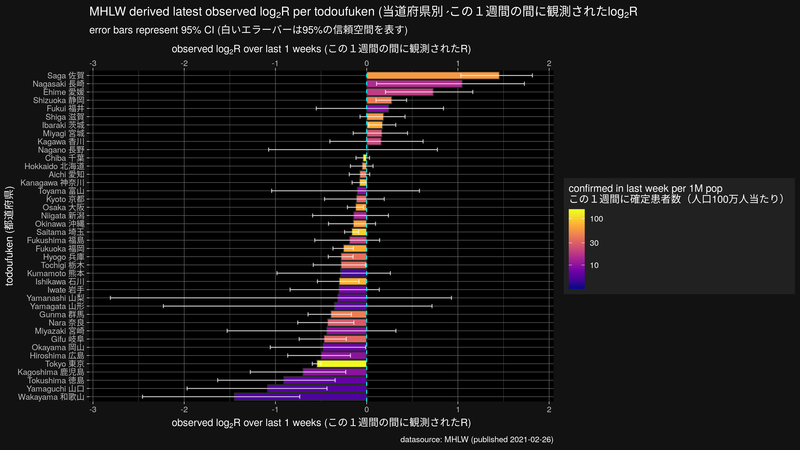 MHLW derived latest observed log₂R per todoufuken (当道府県別 -この１週間の間に観測されたlog₂R
error bars represent 95% CI (白いエラーバーは95%の信頼空間を表す)
observed log₂R over last 1 weeks (この１週間の間に観測されたR)
-3 -2 -1 0 1 2
todoufuken (都道府県)
Saga 佐賀
Nagasaki 長崎
Ehime 愛媛
Shizuoka 静岡
Fukui 福井
Shiga 滋賀
Ibaraki 茨城
Miyagi 宮城
Kagawa 香川
Nagano 長野
Chiba 千葉
Hokkaido 北海道
Aichi 愛知
Kanagawa 神奈川
Toyama 富山
Kyoto 京都
Osaka 大阪
Niigata 新潟
Okinawa 沖縄
Saitama 埼玉
Fukushima 福島
Fukuoka 福岡
Hyogo 兵庫
Tochigi 栃木
Kumamoto 熊本
Ishikawa 石川
Iwate 岩手
Yamanashi 山梨
Yamagata 山形
Gunma 群馬
Nara 奈良
Miyazaki 宮崎
Gifu 岐阜
Okayama 岡山
Hiroshima 広島
Tokyo 東京
Kagoshima 鹿児島
Tokushima 徳島
Yamaguchi 山口
Wakayama 和歌山
-3 -2 -1 0 1 2
observed log₂R over last 1 weeks (この１週間の間に観測されたR)
confirmed in last week per 1M pop
この１週間に確定患者数（人口100万人当たり）
100
30
10
datasource: MHLW (published 2021-02-26)